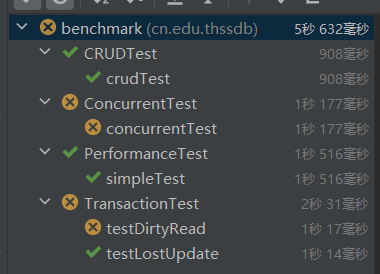 benchmark (cn.edu.thssdb) 5秒 632毫秒
CRUDTest 908毫秒
crudTest 908毫秒
ConcurrentTest 1秒 177毫秒
concurrentTest 1秒 177毫秒
PerformanceTest 1秒 516毫秒
simpleTest 1秒 516毫秒
TransactionTest 2秒 31毫秒
testDirtyRead 1秒 17毫秒
testLostUpdate 1秒 14毫秒